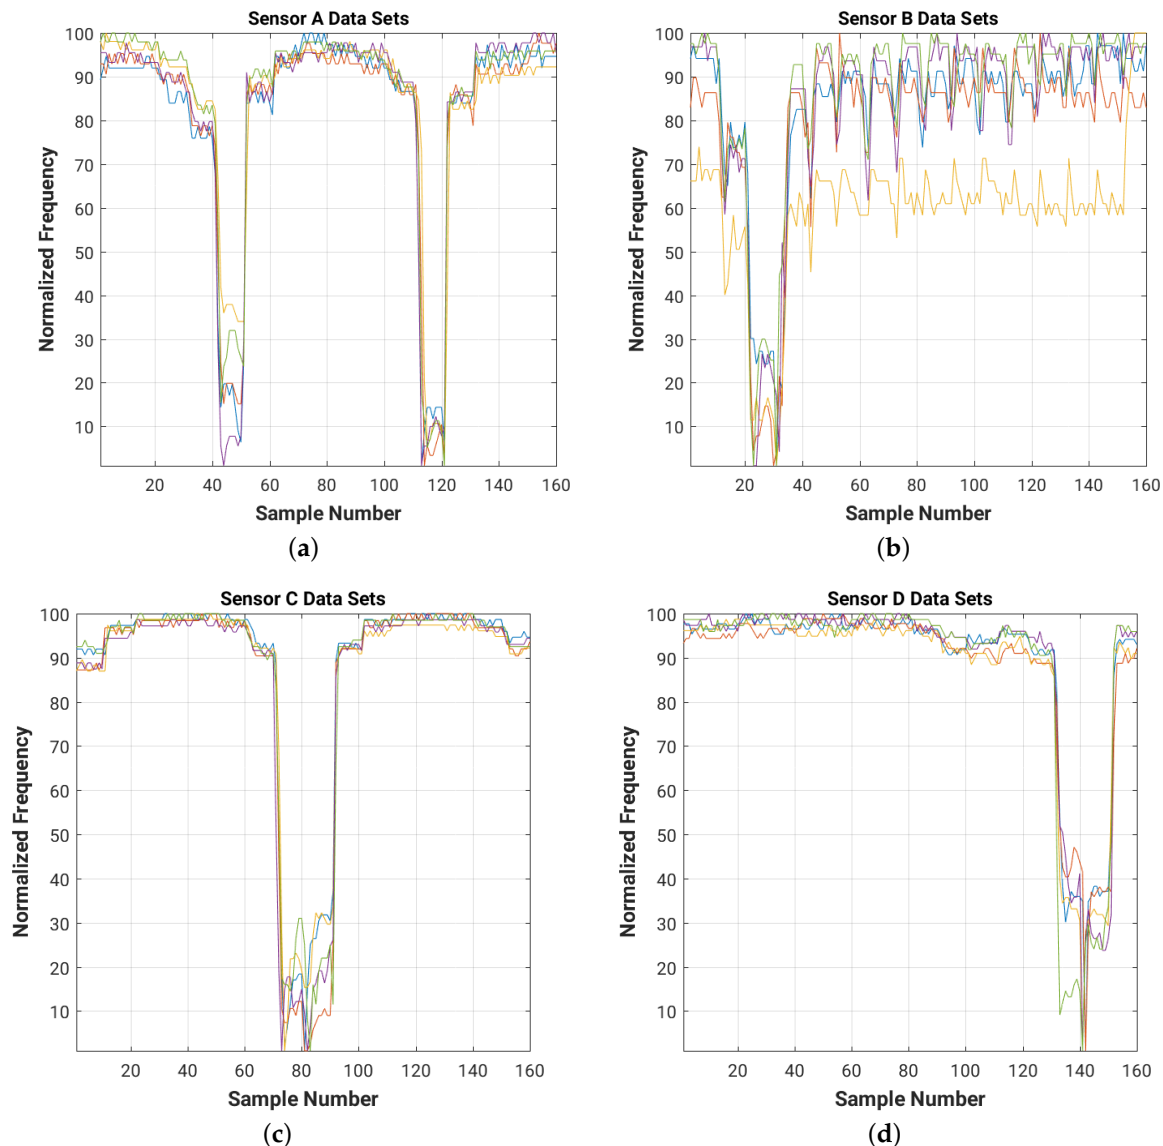 Sensor A Data Sets
100
90
80
70
60
50
40
30
20
10
Normalized Frequency
20 40 60 80 100 120 140 160
Sample Number
(a)
Sensor B Data Sets
100
90
80
70
60
50
40
30
20
10
Normalized Frequency
20 40 60 80 100 120 140 160
Sample Number
(b)
Sensor C Data Sets
100
90
80
70
60
50
40
30
20
10
Normalized Frequency
20 40 60 80 100 120 140 160
Sample Number
(c)
Sensor D Data Sets
100
90
80
70
60
50
40
30
20
10
Normalized Frequency
20 40 60 80 100 120 140 160
Sample Number
(d)